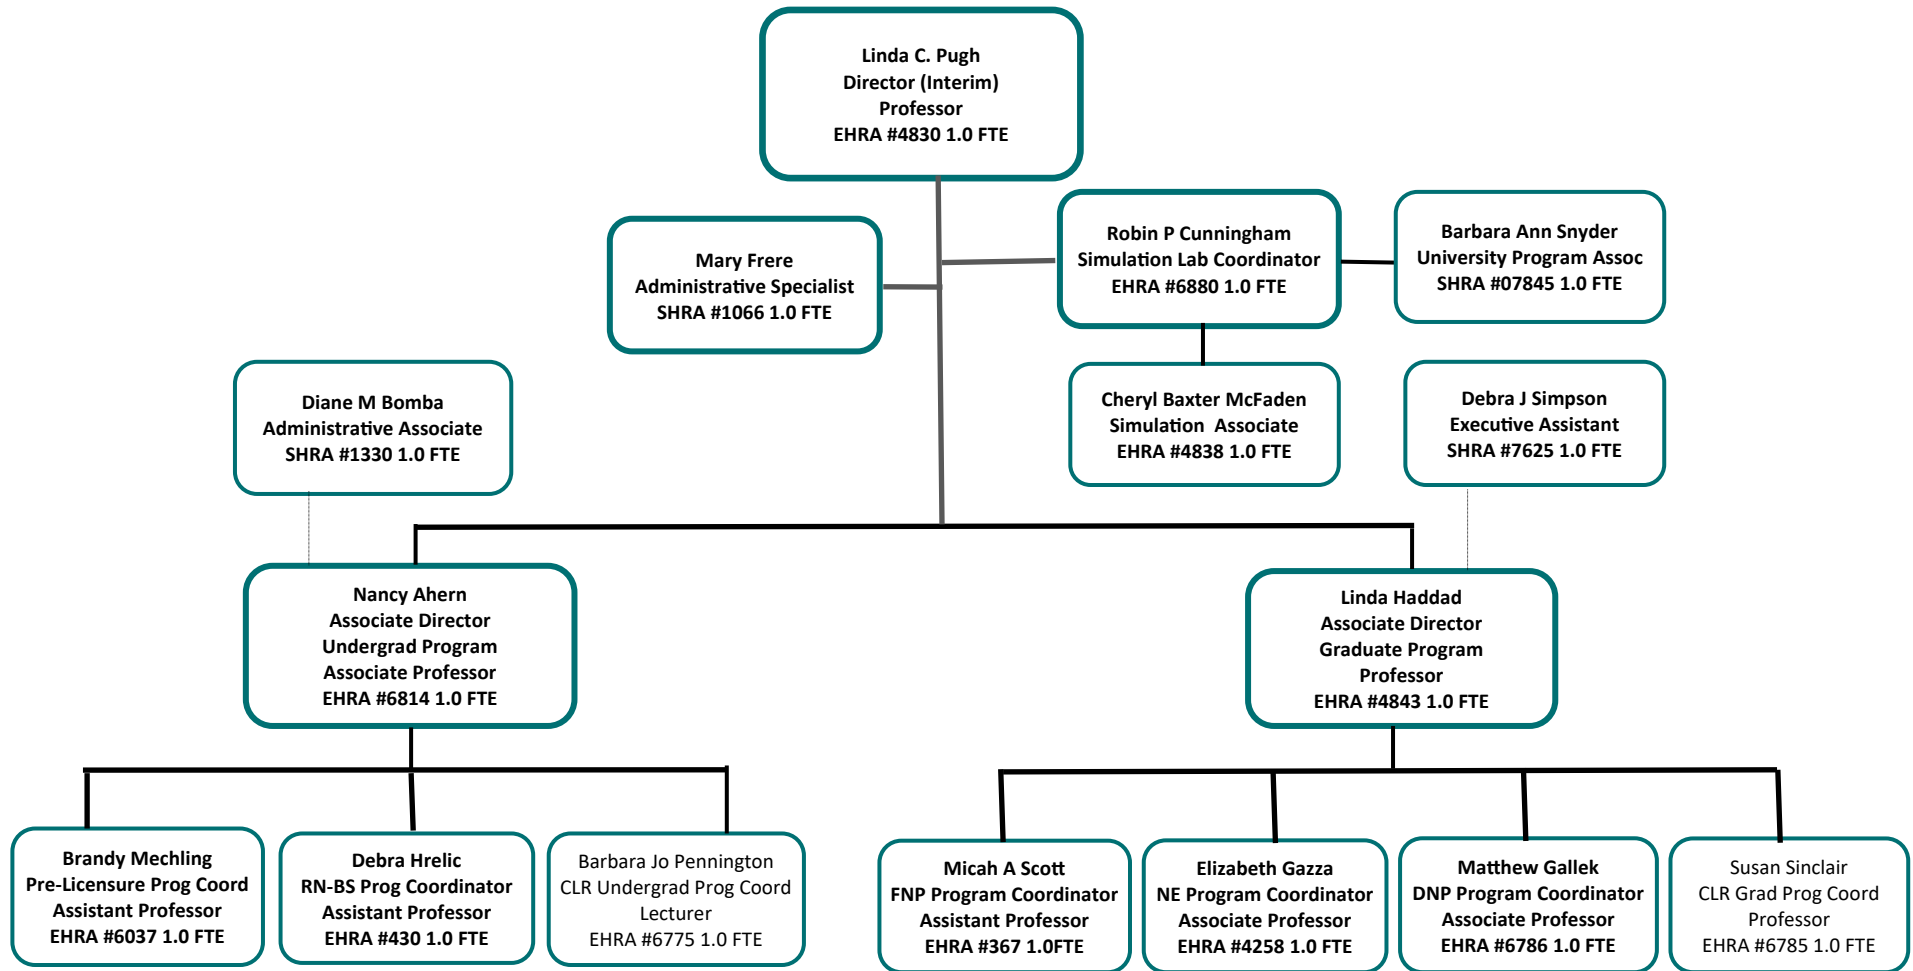 Linda C. Pugh
Director (Interim)
Professor
EHRA #4830 1.0 FTE
Mary Frere
Administrative Specialist
SHRA #1066 1.0 FTE
Robin P Cunningham
Simulation Lab Coordinator
EHRA #6880 1.0 FTE
Barbara Ann Snyder
University Program Assoc
SHRA #07845 1.0 FTE
Diane M Bomba
Administrative Associate
SHRA #1330 1.0 FTE
Cheryl Baxter McFaden
Simulation  Associate
EHRA #4838 1.0 FTE
Debra J Simpson
Executive Assistant
SHRA #7625 1.0 FTE
Nancy Ahern
Associate Director
Undergrad Program
Associate Professor
EHRA #6814 1.0 FTE
Linda Haddad
Associate Director
Graduate Program
Professor
EHRA #4843 1.0 FTE
Brandy Mechling
Pre-Licensure Prog Coord
Assistant Professor
EHRA #6037 1.0 FTE
Debra Hrelic
RN-BS Prog Coordinator
Assistant Professor
EHRA #430 1.0 FTE
Barbara Jo Pennington
CLR Undergrad Prog Coord
Lecturer
EHRA #6775 1.0 FTE
Micah A Scott
FNP Program Coordinator
Assistant Professor
EHRA #367 1.0FTE
Elizabeth Gazza
NE Program Coordinator
Associate Professor
EHRA #4258 1.0 FTE
Matthew Gallek
DNP Program Coordinator
Associate Professor
EHRA #6786 1.0 FTE
Susan Sinclair
CLR Grad Prog Coord
Professor
EHRA #6785 1.0 FTE